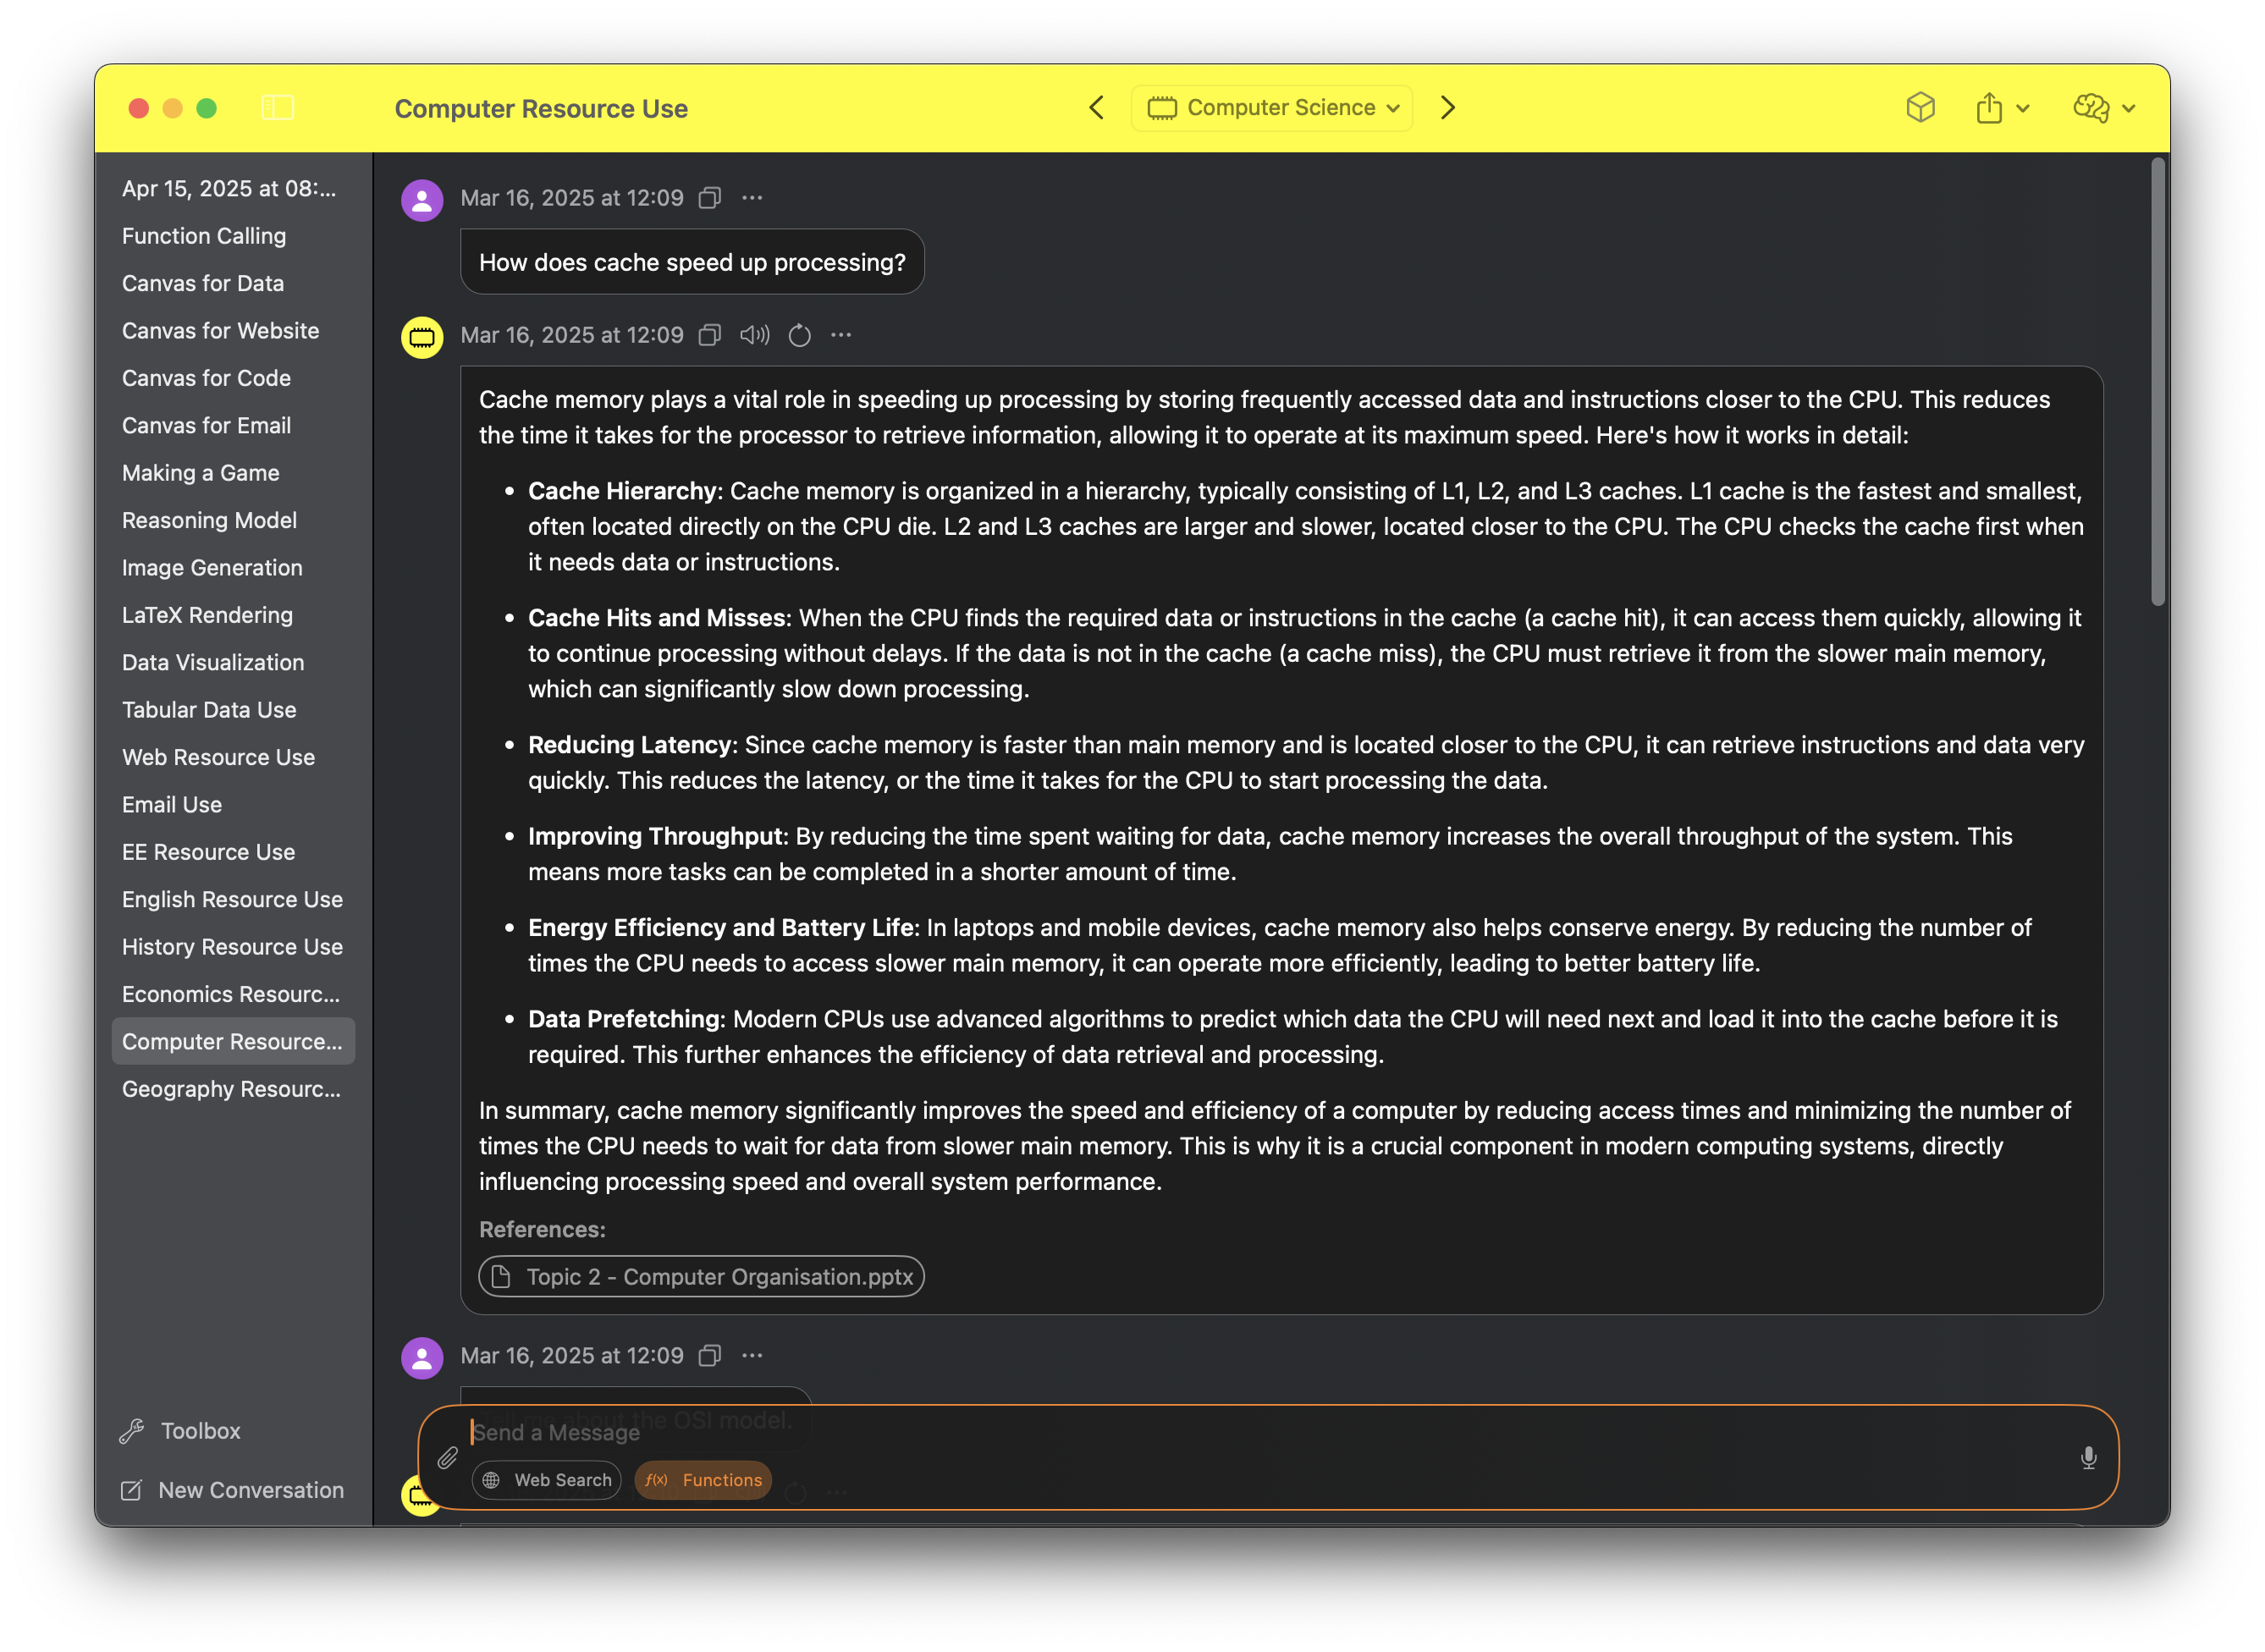 Computer Resource Use
Computer Science
Apr 15, 2025 at 08:...
Function Calling
Canvas for Data
Canvas for Website
Canvas for Code
Canvas for Email
Making a Game
Reasoning Model
Image Generation
LaTeX Rendering
Data Visualization
Tabular Data Use
Web Resource Use
Email Use
EE Resource Use
English Resource Use
History Resource Use
Economics Resourc...
Computer Resource...
Geography Resourc...
Toolbox
New Conversation
Mar 16, 2025 at 12:09
How does cache speed up processing?
Mar 16, 2025 at 12:09
Cache memory plays a vital role in speeding up processing by storing frequently accessed data and instructions closer to the CPU. This reduces
the time it takes for the processor to retrieve information, allowing it to operate at its maximum speed. Here's how it works in detail:
• Cache Hierarchy: Cache memory is organized in a hierarchy, typically consisting of L1, L2, and L3 caches. L1 cache is the fastest and smallest,
often located directly on the CPU die. L2 and L3 caches are larger and slower, located closer to the CPU. The CPU checks the cache first when
it needs data or instructions.
• Cache Hits and Misses: When the CPU finds the required data or instructions in the cache (a cache hit), it can access them quickly, allowing it
to continue processing without delays. If the data is not in the cache (a cache miss), the CPU must retrieve it from the slower main memory,
which can significantly slow down processing.
• Reducing Latency: Since cache memory is faster than main memory and is located closer to the CPU, it can retrieve instructions and data very
quickly. This reduces the latency, or the time it takes for the CPU to start processing the data.
• Improving Throughput: By reducing the time spent waiting for data, cache memory increases the overall throughput of the system. This
means more tasks can be completed in a shorter amount of time.
• Energy Efficiency and Battery Life: In laptops and mobile devices, cache memory also helps conserve energy. By reducing the number of
times the CPU needs to access slower main memory, it can operate more efficiently, leading to better battery life.
• Data Prefetching: Modern CPUs use advanced algorithms to predict which data the CPU will need next and load it into the cache before it is
required. This further enhances the efficiency of data retrieval and processing.
In summary, cache memory significantly improves the speed and efficiency of a computer by reducing access times and minimizing the number of
times the CPU needs to wait for data from slower main memory. This is why it is a crucial component in modern computing systems, directly
influencing processing speed and overall system performance.
References:
Topic 2 - Computer Organisation.pptx
Mar 16, 2025 at 12:09
me about the OSI model.
Send a Message
Web Search
f(x) Functions